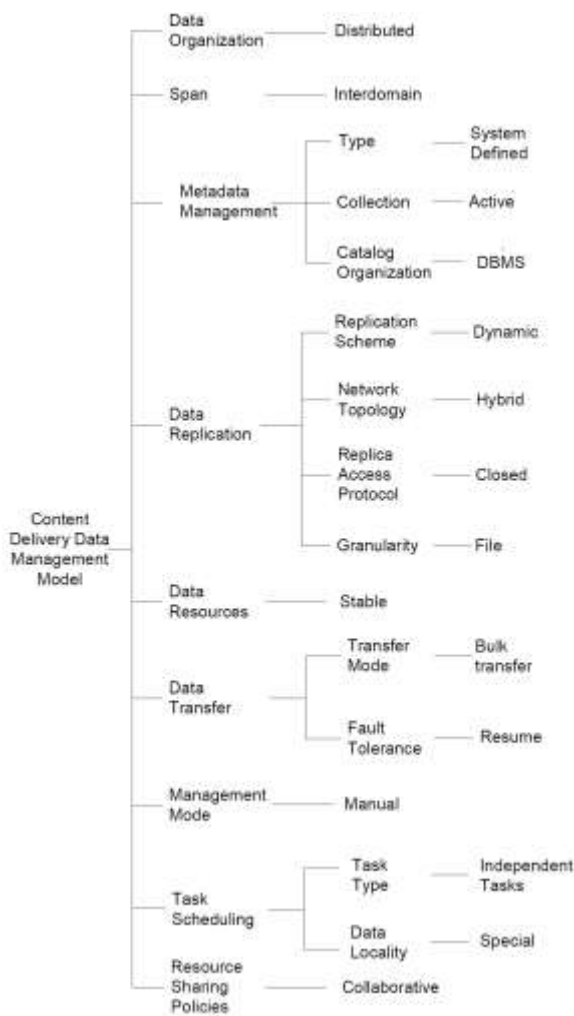 Data
Organization
Distributed
Span
Interdomain
Metadata
Management
Type
System
Defined
Collection
Active
Catalog
Organization
DBMS
Data
Replication
Replication
Scheme
Dynamic
Network
Topology
Hybrid
Replica
Access
Protocol
Closed
Granularity
File
Content
Delivery Data
Management
Model
Data
Resources
Stable
Data
Transfer
Transfer
Mode
Bulk
transfer
Fault
Tolerance
Resume
Management
Mode
Manual
Task
Scheduling
Task
Type
Independent
Tasks
Data
Locality
Special
Resource
Sharing
Policies
Collaborative